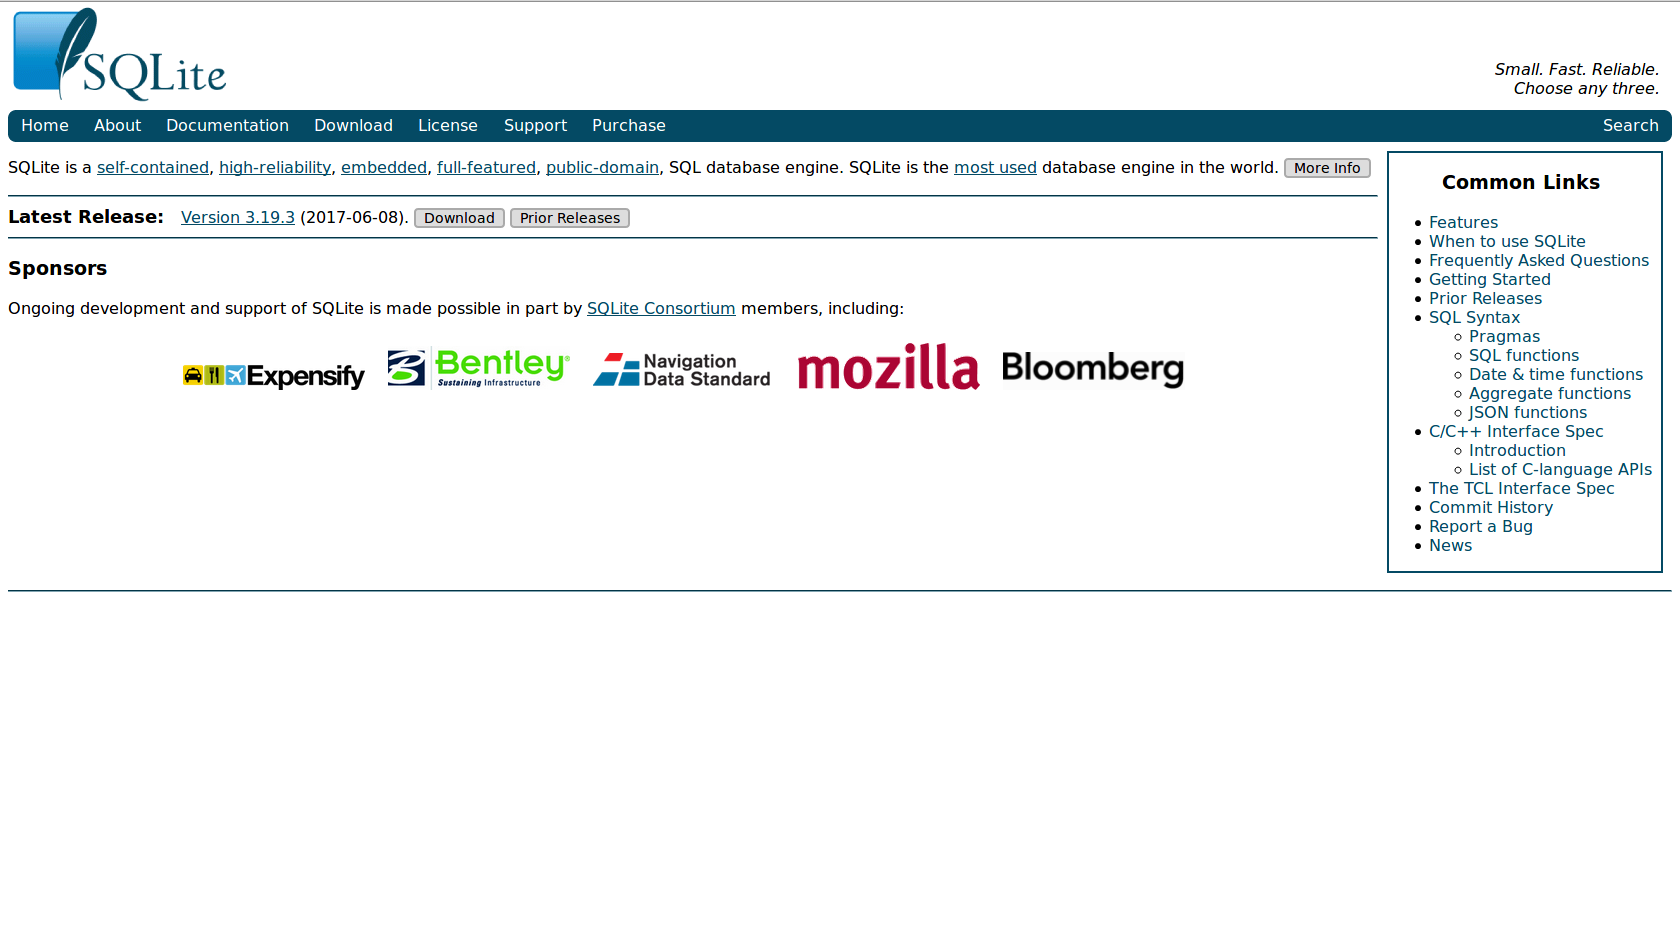 SQLite
Small. Fast. Reliable.
Choose any three.
Home About Documentation Download License Support Purchase Search
SQLite is a self-contained, high-reliability, embedded, full-featured, public-domain, SQL database engine. SQLite is the most used database engine in the world. More Info
Latest Release: Version 3.19.3 (2017-06-08). Download Prior Releases
Sponsors
Ongoing development and support of SQLite is made possible in part by SQLite Consortium members, including:
Expensify
Bentley®
Sustaining Infrastructure
Navigation
Data Standard
mozilla
Bloomberg
Common Links
Features
When to use SQLite
Frequently Asked Questions
Getting Started
Prior Releases
SQL Syntax
Pragmas
SQL functions
Date & time functions
Aggregate functions
JSON functions
C/C++ Interface Spec
Introduction
List of C-language APIs
The TCL Interface Spec
Commit History
Report a Bug
News